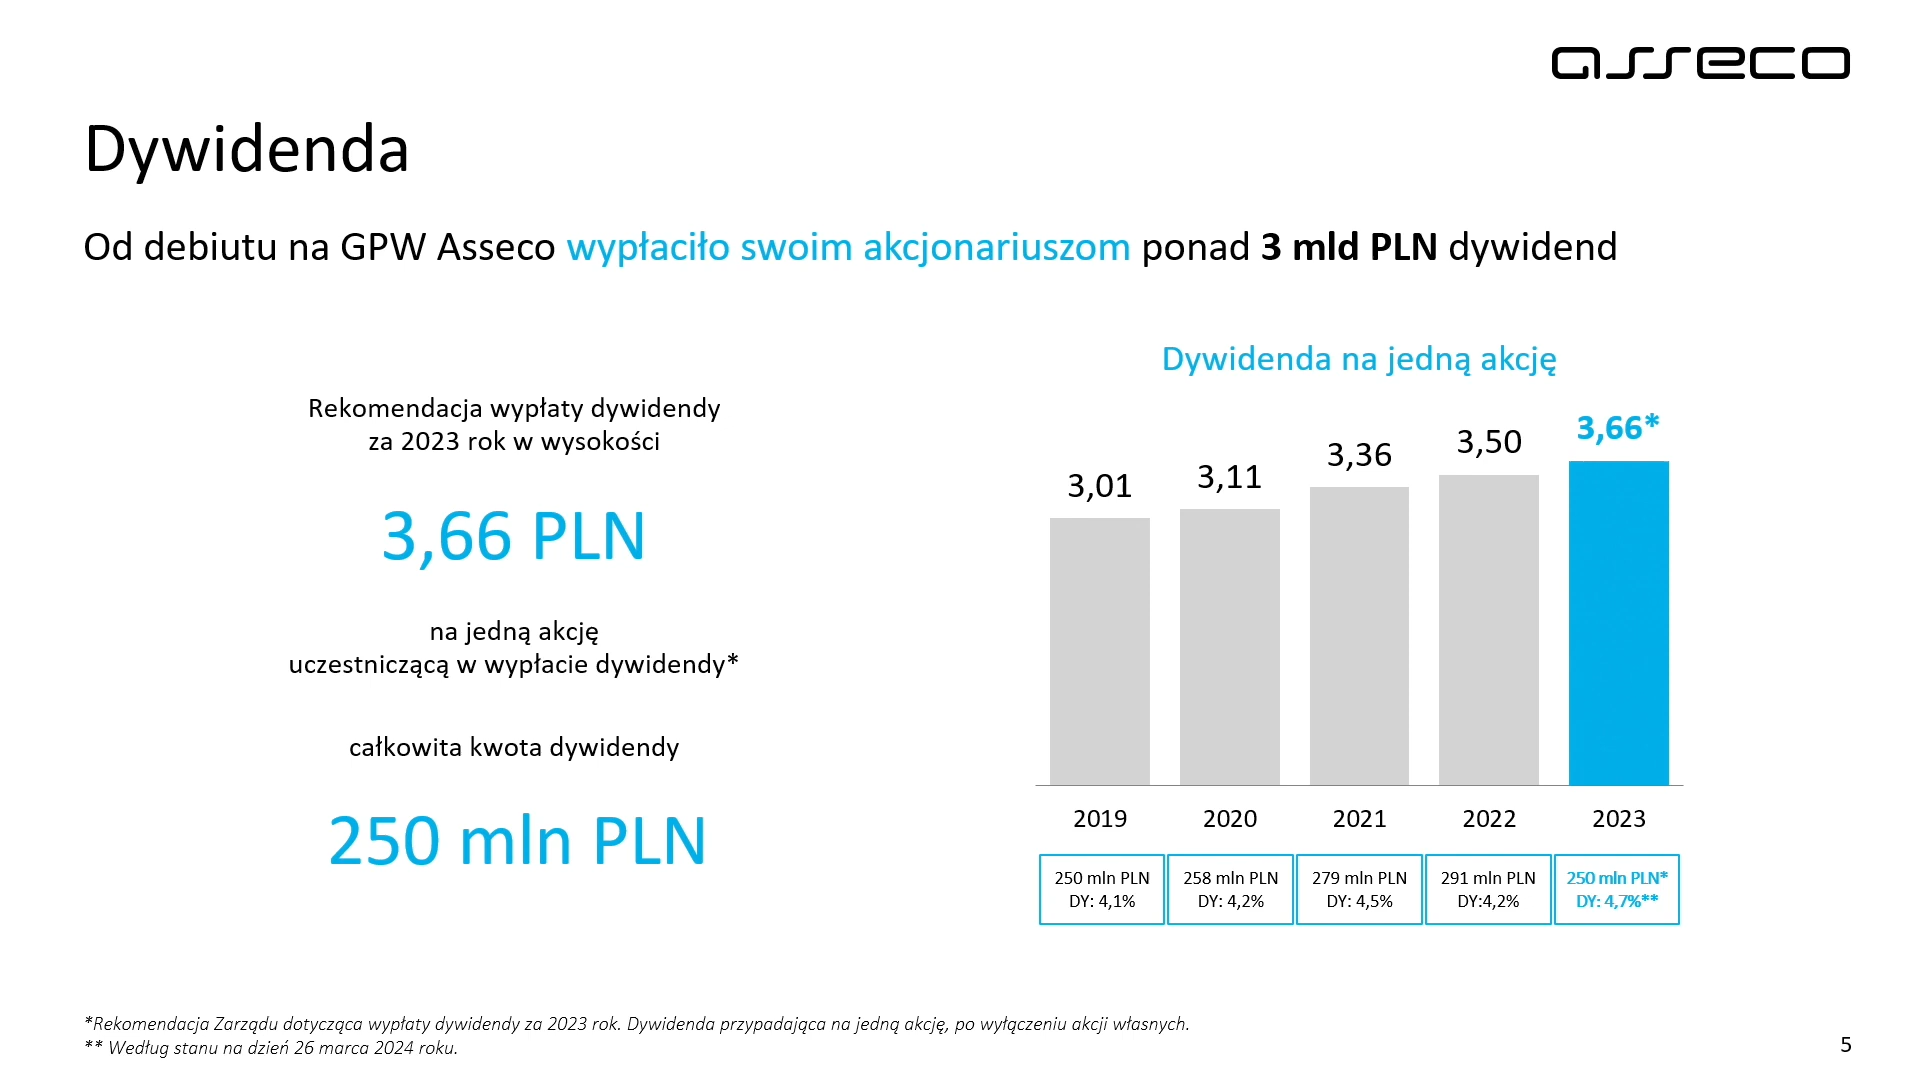 asseco
Dywidenda
Od debiutu na GPW Asseco wypłaciło swoim akcjonariuszom ponad 3 mld PLN dywidend
Rekomendacja wypłaty dywidendy
za 2023 rok w wysokości
3,66 PLN
na jedną akcję
uczestniczącą w wypłacie dywidendy*
całkowita kwota dywidendy
250 mln PLN
Dywidenda na jedną akcję
3,01 3,11 3,36 3,50 3,66*
2019 2020 2021 2022 2023
250 mln PLN 258 mln PLN 279 mln PLN 291 mln PLN 250 mln PLN*
DY: 4,1% DY: 4,2% DY: 4,5% DY:4,2% DY: 4,7%**
*Rekomendacja Zarządu dotycząca wypłaty dywidendy za 2023 rok. Dywidenda przypadająca na jedną akcję, po wyłączeniu akcji własnych.
** Według stanu na dzień 26 marca 2024 roku.
5